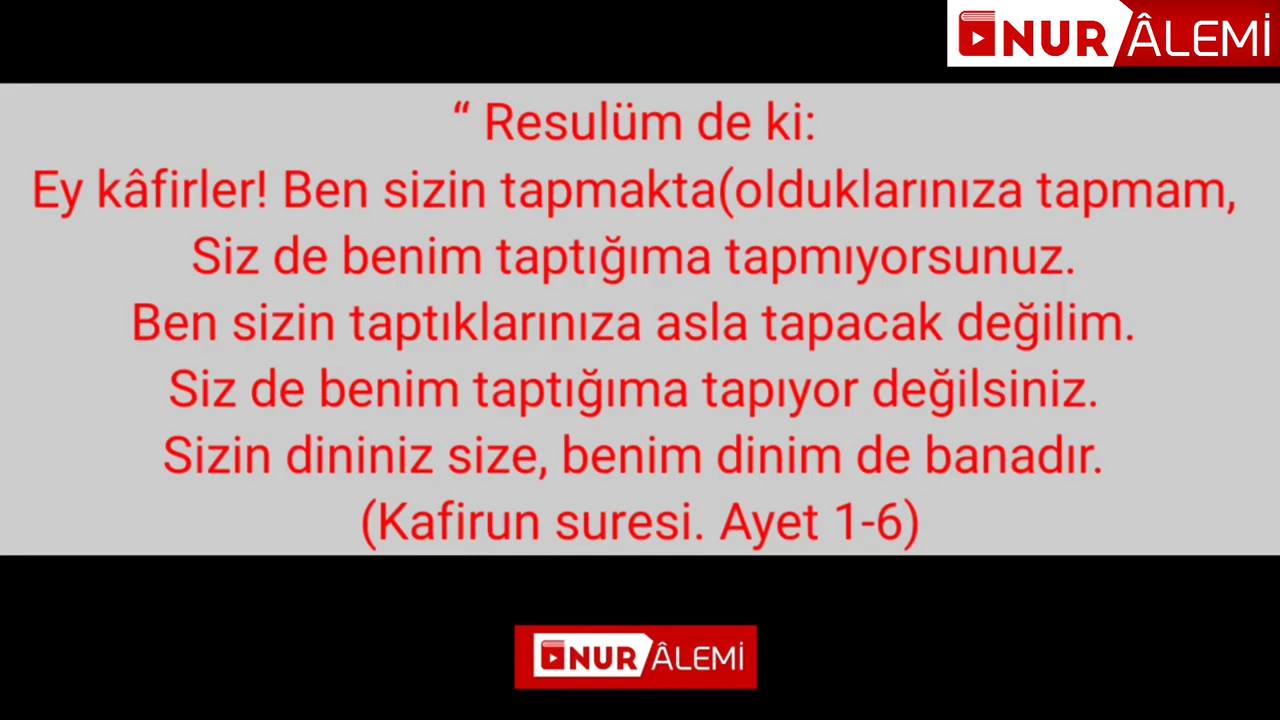 NUR ÂLEMİ
“ Resulüm de ki:
Ey kâfirler! Ben sizin tapmakta(olduklarınıza tapmam,
Siz de benim taptığıma tapmıyorsunuz.
Ben sizin taptıklarınıza asla tapacak değilim.
Siz de benim taptığıma tapıyor değilsiniz.
Sizin dininiz size, benim dinim de banadır.
(Kafirun suresi. Ayet 1-6)
NUR ÂLEMİ